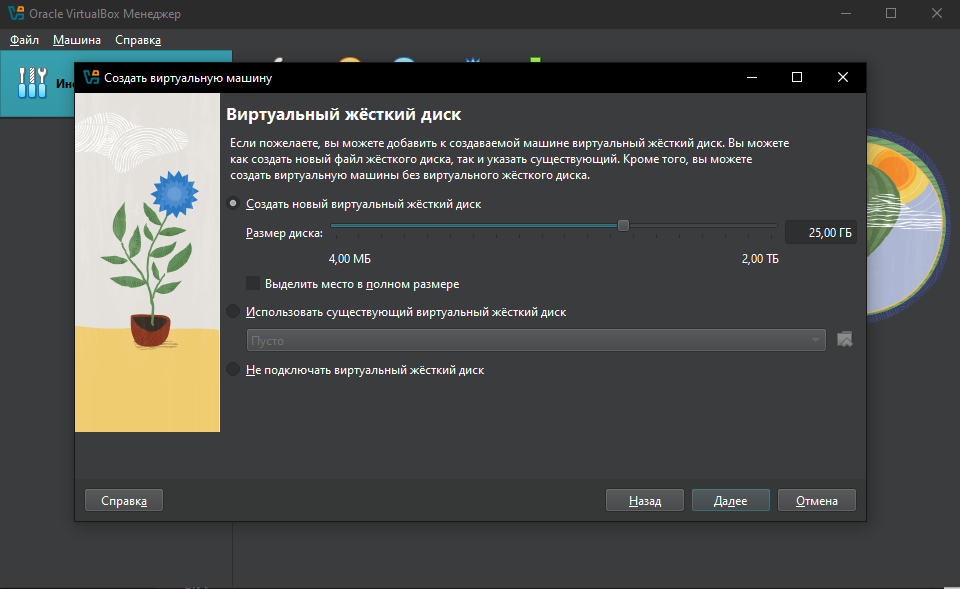 Oracle VirtualBox Менеджер
Файл Машина Справка
Создать виртуальную машину
Виртуальный жёсткий диск
Если пожелаете, вы можете добавить к создаваемой машине виртуальный жёсткий диск. Вы можете
как создать новый файл жёсткого диска, так и указать существующий. Кроме того, вы можете
создать виртуальную машины без виртуального жёсткого диска.
Создать новый виртуальный жёсткий диск
Размер диска: 25,00 ГБ
4,00 МБ 2,00 ТБ
Выделить место в полном размере
Использовать существующий виртуальный жёсткий диск
Пусто
Не подключать виртуальный жёсткий диск
Справка Назад Далее Отмена